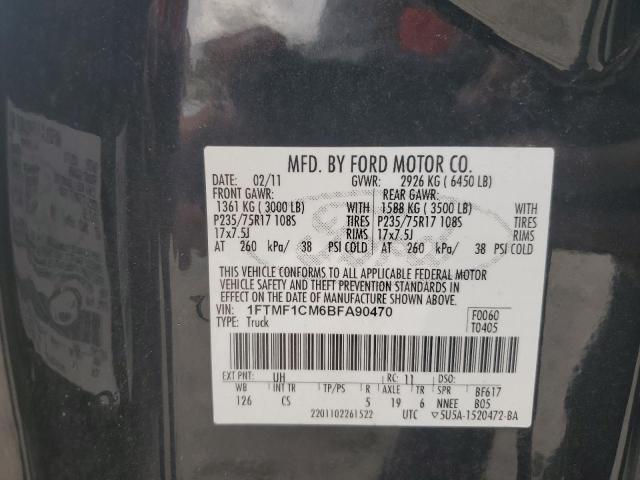 MFD. BY FORD MOTOR CO.
DATE: 02/11 GVWR: 2926 KG ( 6450 LB)
FRONT GAWR: REAR GAWR:
1361 KG ( 3000 LB) WITH 1588 KG ( 3500 LB) WITH
P235/75R17 108S TIRES P235/75R17 108S TIRES
17x7.5J RIMS 17x7.5J RIMS
AT 260 kPa/ 38 PSI COLD AT 260 kPa/ 38 PSI COLD
THIS VEHICLE CONFORMS TO ALL APPLICABLE FEDERAL MOTOR
VEHICLE SAFETY AND THEFT PREVENTION STANDARDS IN
EFFECT ON THE DATE OF MANUFACTURE SHOWN ABOVE.
VIN: 1FTMF1CM6BFA90470 F0060
TYPE: Truck T0405
EXT PNT: UH RC: 11 DSO:
WB INT TR TP/PS R AXLE TR SPR BF617
126 CS 5 19 6 NNEE B05
2201102261522 UTC 5U5A-1520472-BA